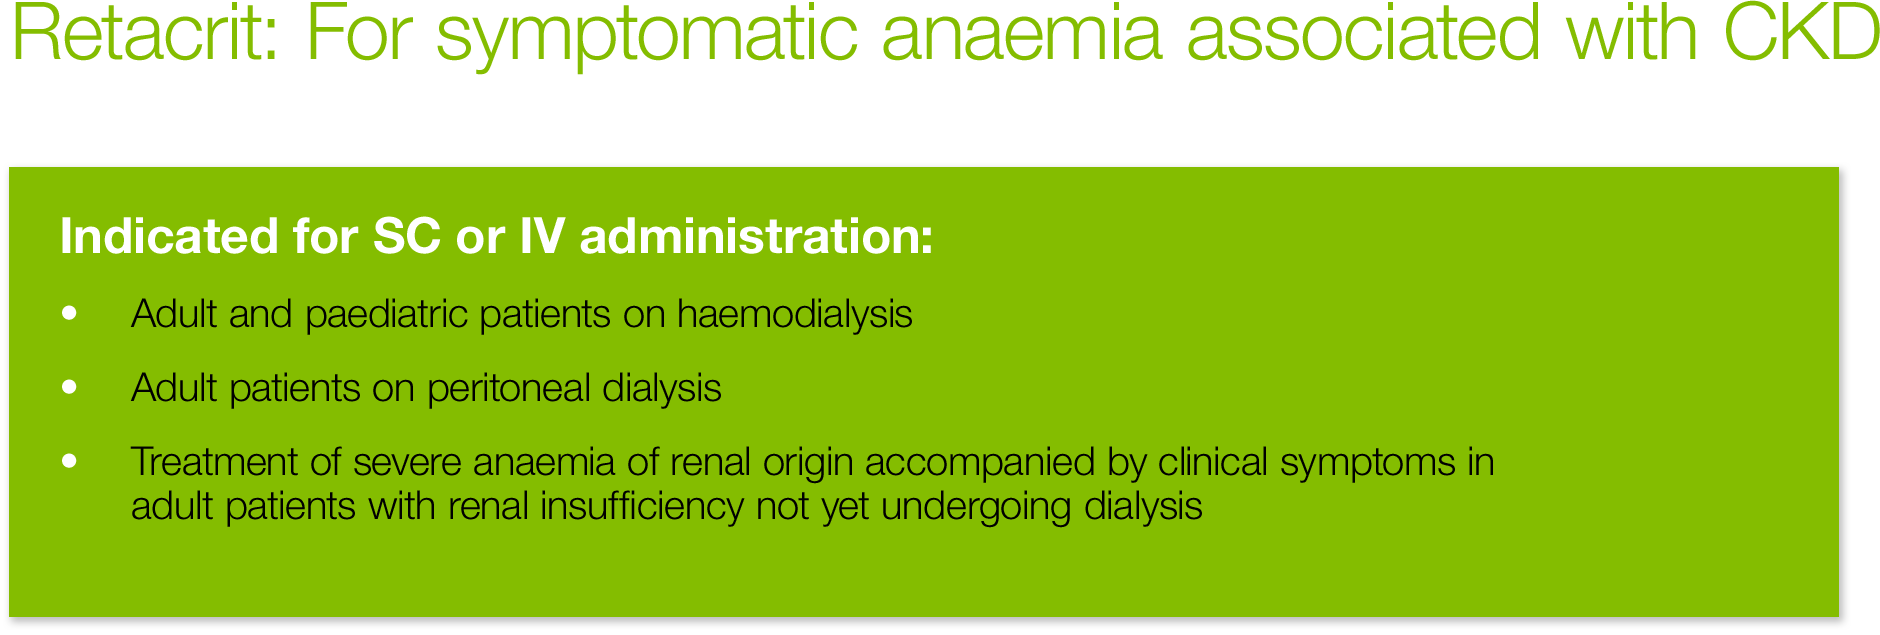 Retacrit: For symptomatic anaemia associated with CKD
Indicated for SC or IV administration:
• Adult and paediatric patients on haemodialysis
• Adult patients on peritoneal dialysis
• Treatment of severe anaemia of renal origin accompanied by clinical symptoms in
adult patients with renal insufficiency not yet undergoing dialysis